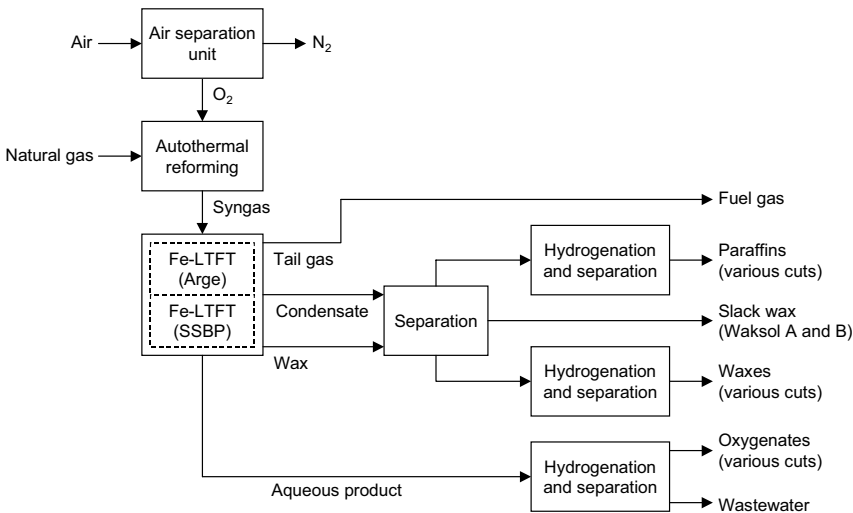 Air
Air separation
unit
N₂
O₂
Natural gas
Autothermal
reforming
Syngas
Fuel gas
Tail gas
Fe-LTFT
(Arge)
Fe-LTFT
(SSBP)
Condensate
Wax
Separation
Hydrogenation
and separation
Paraffins
(various cuts)
Slack wax
(Waksol A and B)
Hydrogenation
and separation
Waxes
(various cuts)
Aqueous product
Hydrogenation
and separation
Oxygenates
(various cuts)
Wastewater